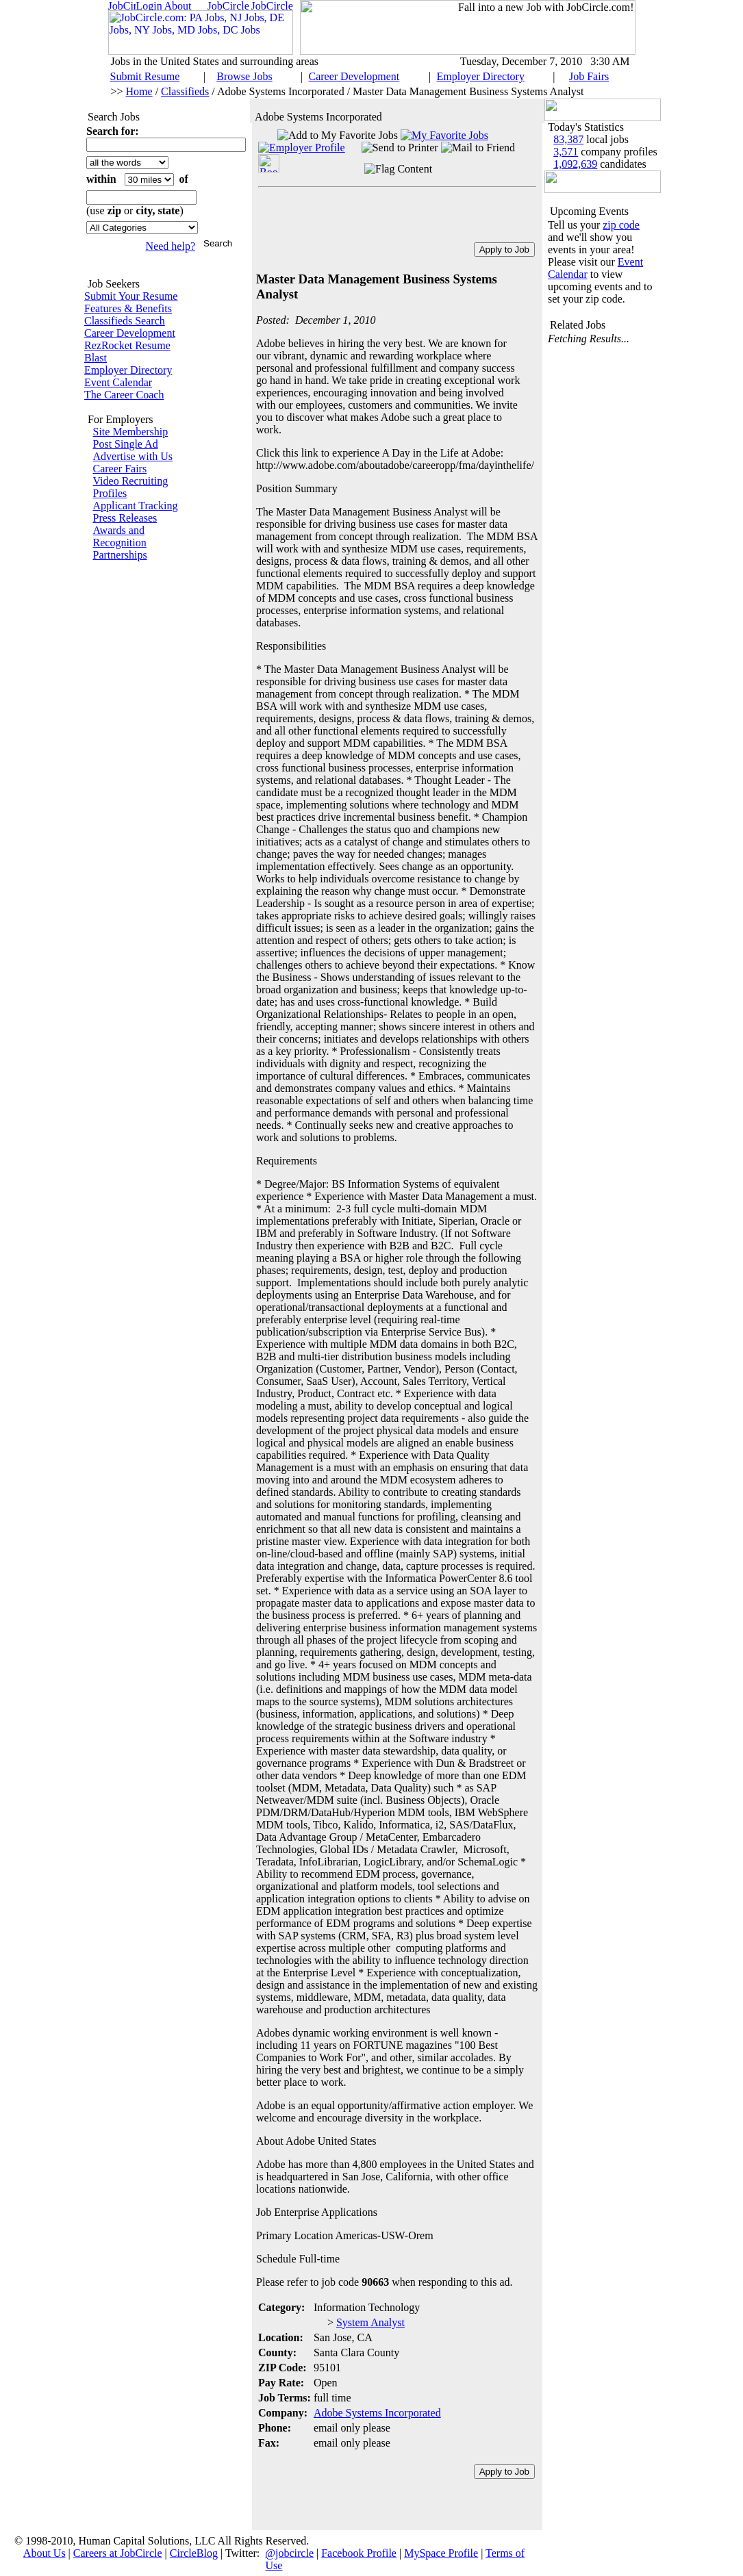 JobCi Login About JobCircle JobCircle
JobCircle.com: PA Jobs, NJ Jobs, DE
Jobs, NY Jobs, MD Jobs, DC Jobs
Fall into a new Job with JobCircle.com!
Jobs in the United States and surrounding areas
Tuesday, December 7, 2010 3:30 AM
Submit Resume | Browse Jobs | Career Development | Employer Directory | Job Fairs
>> Home / Classifieds / Adobe Systems Incorporated / Master Data Management Business Systems Analyst
Search Jobs
Search for:
all the words
within 30 miles of
(use zip or city, state)
All Categories
Need help? Search
Job Seekers
Submit Your Resume
Features & Benefits
Classifieds Search
Career Development
RezRocket Resume
Blast
Employer Directory
Event Calendar
The Career Coach
For Employers
Site Membership
Post Single Ad
Advertise with Us
Career Fairs
Video Recruiting
Profiles
Applicant Tracking
Press Releases
Awards and
Recognition
Partnerships
Adobe Systems Incorporated
Add to My Favorite Jobs My Favorite Jobs
Employer Profile Send to Printer Mail to Friend
Flag Content
Apply to Job
Master Data Management Business Systems
Analyst
Posted: December 1, 2010
Adobe believes in hiring the very best. We are known for
our vibrant, dynamic and rewarding workplace where
personal and professional fulfillment and company success
go hand in hand. We take pride in creating exceptional work
experiences, encouraging innovation and being involved
with our employees, customers and communities. We invite
you to discover what makes Adobe such a great place to
work.
Click this link to experience A Day in the Life at Adobe:
http://www.adobe.com/aboutadobe/careeropp/fma/dayinthelife/
Position Summary
The Master Data Management Business Analyst will be
responsible for driving business use cases for master data
management from concept through realization. The MDM BSA
will work with and synthesize MDM use cases, requirements,
designs, process & data flows, training & demos, and all other
functional elements required to successfully deploy and support
MDM capabilities. The MDM BSA requires a deep knowledge of
MDM concepts and use cases, cross functional business
processes, enterprise information systems, and relational
databases.
Responsibilities
* The Master Data Management Business Analyst will be
responsible for driving business use cases for master data
management from concept through realization. * The MDM
BSA will work with and synthesize MDM use cases,
requirements, designs, process & data flows, training & demos,
and all other functional elements required to successfully
deploy and support MDM capabilities. * The MDM BSA
requires a deep knowledge of MDM concepts and use cases,
cross functional business processes, enterprise information
systems, and relational databases. * Thought Leader - The
candidate must be a recognized thought leader in the MDM
space, implementing solutions where technology and MDM
best practices drive incremental business benefit. * Champion
Change - Challenges the status quo and champions new
initiatives; acts as a catalyst of change and stimulates others to
change; paves the way for needed changes; manages
implementation effectively. Sees change as an opportunity.
Works to help individuals overcome resistance to change by
explaining the reason why change must occur. * Demonstrate
Leadership - Is sought as a resource person in area of expertise;
takes appropriate risks to achieve desired goals; willingly raises
difficult issues; is seen as a leader in the organization; gains the
attention and respect of others; gets others to take action; is
assertive; influences the decisions of upper management;
challenges others to achieve beyond their expectations. * Know
the Business - Shows understanding of issues relevant to the
broad organization and business; keeps that knowledge up-to-
date; has and uses cross-functional knowledge. * Build
Organizational Relationships- Relates to people in an open,
friendly, accepting manner; shows sincere interest in others and
their concerns; initiates and develops relationships with others
as a key priority. * Professionalism - Consistently treats
individuals with dignity and respect, recognizing the
importance of cultural differences. * Embraces, communicates
and demonstrates company values and ethics. * Maintains
reasonable expectations of self and others when balancing time
and performance demands with personal and professional
needs. * Continually seeks new and creative approaches to
work and solutions to problems.
Requirements
* Degree/Major: BS Information Systems of equivalent
experience * Experience with Master Data Management a must.
* At a minimum: 2-3 full cycle multi-domain MDM
implementations preferably with Initiate, Siperian, Oracle or
IBM and preferably in Software Industry. (If not Software
Industry then experience with B2B and B2C. Full cycle
meaning playing a BSA or higher role through the following
phases; requirements, design, test, deploy and production
support. Implementations should include both purely analytic
deployments using an Enterprise Data Warehouse, and for
operational/transactional deployments at a functional and
preferably enterprise level (requiring real-time
publication/subscription via Enterprise Service Bus). *
Experience with multiple MDM data domains in both B2C,
B2B and multi-tier distribution business models including
Organization (Customer, Partner, Vendor), Person (Contact,
Consumer, SaaS User), Account, Sales Territory, Vertical
Industry, Product, Contract etc. * Experience with data
modeling a must, ability to develop conceptual and logical
models representing project data requirements - also guide the
development of the project physical data models and ensure
logical and physical models are aligned an enable business
capabilities required. * Experience with Data Quality
Management is a must with an emphasis on ensuring that data
moving into and around the MDM ecosystem adheres to
defined standards. Ability to contribute to creating standards
and solutions for monitoring standards, implementing
automated and manual functions for profiling, cleansing and
enrichment so that all new data is consistent and maintains a
pristine master view. Experience with data integration for both
on-line/cloud-based and offline (mainly SAP) systems, initial
data integration and change, data, capture processes is required.
Preferably expertise with the Informatica PowerCenter 8.6 tool
set. * Experience with data as a service using an SOA layer to
propagate master data to applications and expose master data to
the business process is preferred. * 6+ years of planning and
delivering enterprise business information management systems
through all phases of the project lifecycle from scoping and
planning, requirements gathering, design, development, testing,
and go live. * 4+ years focused on MDM concepts and
solutions including MDM business use cases, MDM meta-data
(i.e. definitions and mappings of how the MDM data model
maps to the source systems), MDM solutions architectures
(business, information, applications, and solutions) * Deep
knowledge of the strategic business drivers and operational
process requirements within at the Software industry *
Experience with master data stewardship, data quality, or
governance programs * Experience with Dun & Bradstreet or
other data vendors * Deep knowledge of more than one EDM
toolset (MDM, Metadata, Data Quality) such * as SAP
Netweaver/MDM suite (incl. Business Objects), Oracle
PDM/DRM/DataHub/Hyperion MDM tools, IBM WebSphere
MDM tools, Tibco, Kalido, Informatica, i2, SAS/DataFlux,
Data Advantage Group / MetaCenter, Embarcadero
Technologies, Global IDs / Metadata Crawler, Microsoft,
Teradata, InfoLibrarian, LogicLibrary, and/or SchemaLogic *
Ability to recommend EDM process, governance,
organizational and platform models, tool selections and
application integration options to clients * Ability to advise on
EDM application integration best practices and optimize
performance of EDM programs and solutions * Deep expertise
with SAP systems (CRM, SFA, R3) plus broad system level
expertise across multiple other computing platforms and
technologies with the ability to influence technology direction
at the Enterprise Level * Experience with conceptualization,
design and assistance in the implementation of new and existing
systems, middleware, MDM, metadata, data quality, data
warehouse and production architectures
Adobes dynamic working environment is well known -
including 11 years on FORTUNE magazines "100 Best
Companies to Work For", and other, similar accolades. By
hiring the very best and brightest, we continue to be a simply
better place to work.
Adobe is an equal opportunity/affirmative action employer. We
welcome and encourage diversity in the workplace.
About Adobe United States
Adobe has more than 4,800 employees in the United States and
is headquartered in San Jose, California, with other office
locations nationwide.
Job Enterprise Applications
Primary Location Americas-USW-Orem
Schedule Full-time
Please refer to job code 90663 when responding to this ad.
Category: Information Technology
> System Analyst
Location: San Jose, CA
County: Santa Clara County
ZIP Code: 95101
Pay Rate: Open
Job Terms: full time
Company: Adobe Systems Incorporated
Phone: email only please
Fax: email only please
Apply to Job
Today's Statistics
83,387 local jobs
3,571 company profiles
1,092,639 candidates
Upcoming Events
Tell us your zip code
and we'll show you
events in your area!
Please visit our Event
Calendar to view
upcoming events and to
set your zip code.
Related Jobs
Fetching Results...
© 1998-2010, Human Capital Solutions, LLC All Rights Reserved.
About Us | Careers at JobCircle | CircleBlog | Twitter: @jobcircle | Facebook Profile | MySpace Profile | Terms of
Use